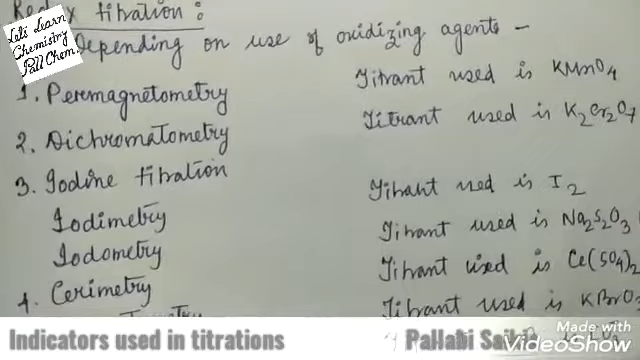 Redox titration :
Let's Learn
Chemistry
Pall Chem.
Depending on use of oxidizing agents —
1. Permagnetometry Titrant used is KMnO4
2. Dichromatometry Titrant used is K2Cr2O7
3. Iodine titration
Iodimetry Titrant used is I2
Iodometry Titrant used is Na2S2O3
4. Cerimetry Titrant used is Ce(SO4)2
Titrant used is KBrO3
Indicators used in titrations
Pallabi
Made with
VideoShow